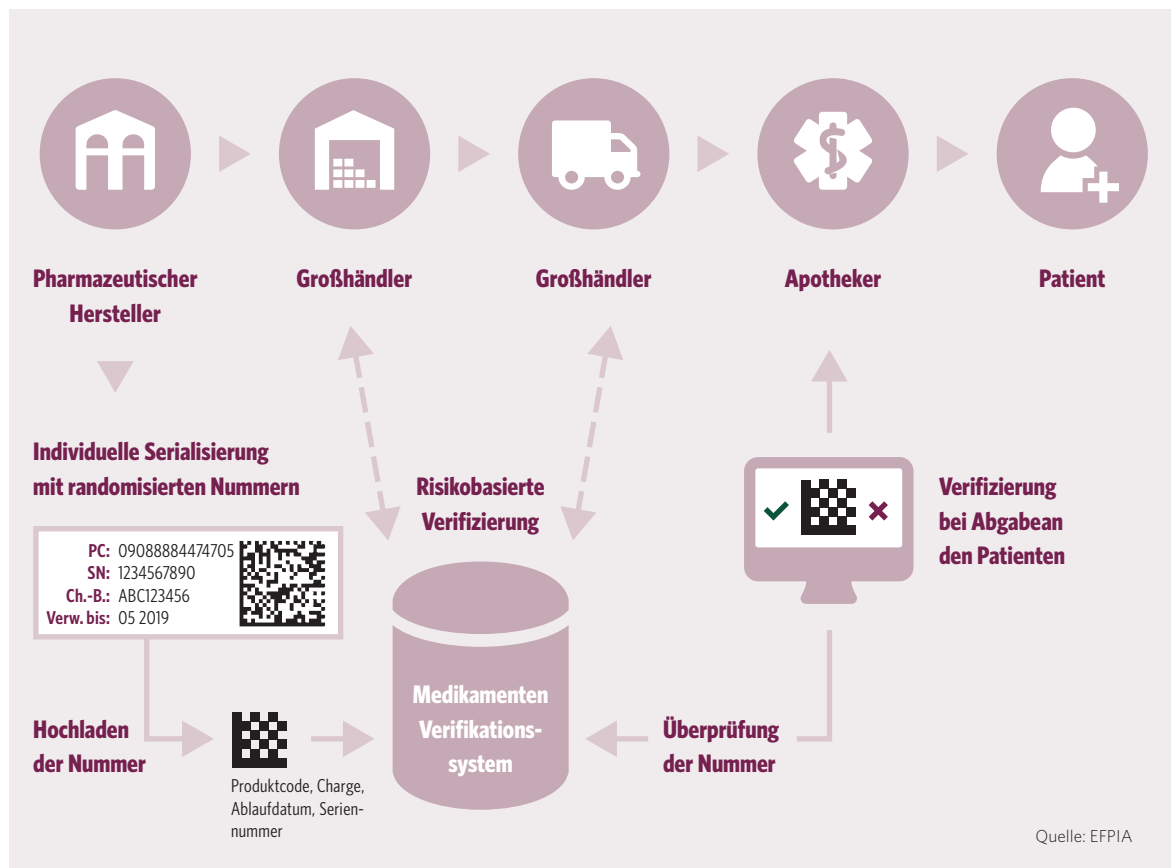 Pharmazeutischer
Hersteller
Großhändler
Großhändler
Apotheker
Patient
Individuelle Serialisierung
mit randomisierten Nummern
PC: 09088884474705
SN: 1234567890
Ch.-B.: ABC123456
Verw. bis: 05 2019
Risikobasierte
Verifizierung
Verifizierung
bei Abgabean
den Patienten
Hochladen
der Nummer
Produktcode, Charge,
Ablaufdatum, Serien-
nummer
Medikamenten
Verifikations-
system
Überprüfung
der Nummer
Quelle: EFPIA